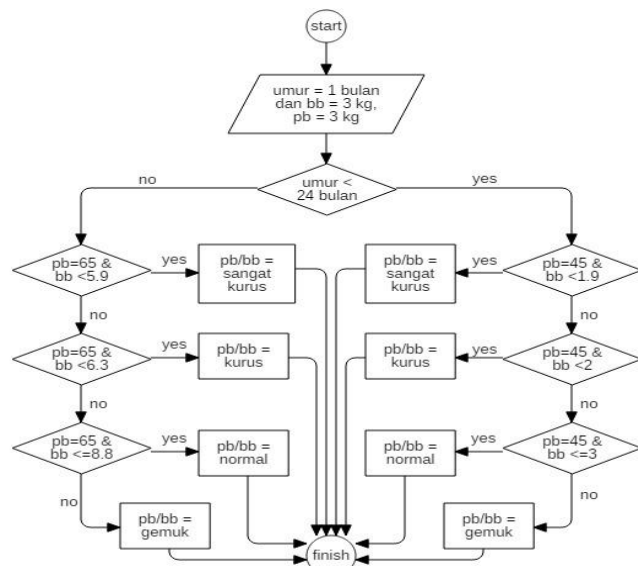 start
umur = 1 bulan
dan bb = 3 kg,
pb = 3 kg
umur <
24 bulan
no
yes
pb=65 &
bb <5.9
yes
pb/bb =
sangat
kurus
pb/bb =
sangat
kurus
yes
pb=45 &
bb <1.9
no
no
pb=65 &
bb <6.3
yes
pb/bb =
kurus
pb/bb =
kurus
yes
pb=45 &
bb <2
no
no
pb=65 &
bb <=8.8
yes
pb/bb =
normal
pb/bb =
normal
yes
pb=45 &
bb <=3
no
no
pb/bb =
gemuk
pb/bb =
gemuk
finish